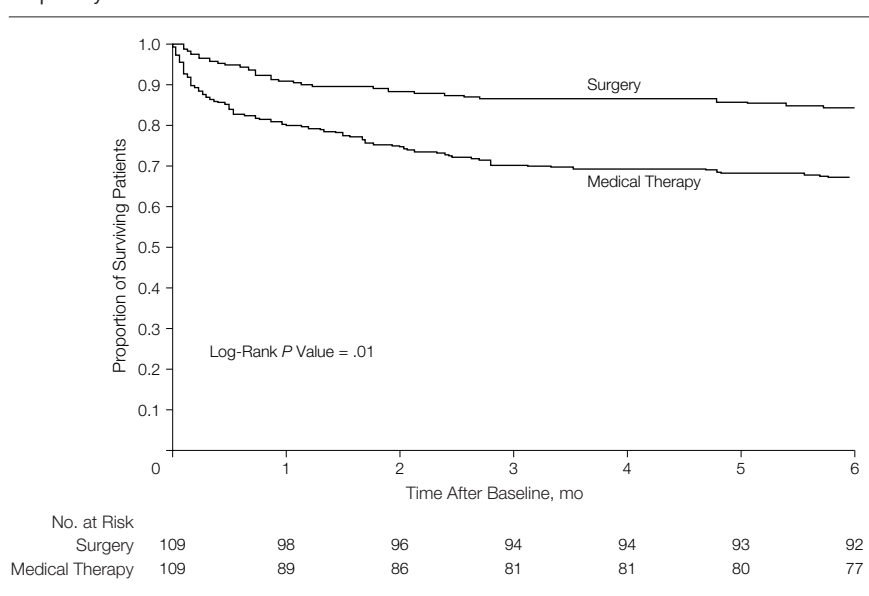 1.0
0.9
0.8
0.7
0.6
0.5
0.4
0.3
0.2
0.1
0
Proportion of Surviving Patients
Surgery
Medical Therapy
Log-Rank P Value = .01
1 2 3 4 5 6
Time After Baseline, mo
No. at Risk
Surgery 109 98 96 94 94 93 92
Medical Therapy 109 89 86 81 81 80 77